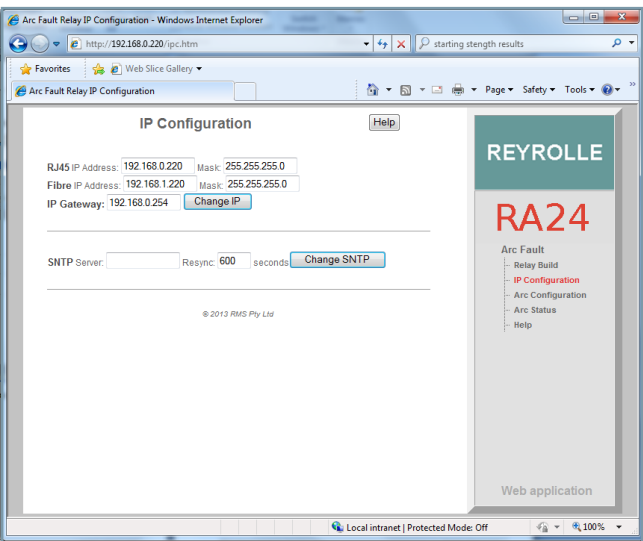 Arc Fault Relay IP Configuration - Windows Internet Explorer
http://192.168.0.220/ipc.htm
starting stength results
Favorites Web Slice Gallery
Arc Fault Relay IP Configuration
Page Safety Tools
IP Configuration Help
RJ45 IP Address: 192.168.0.220 Mask: 255.255.255.0
Fibre IP Address: 192.168.1.220 Mask: 255.255.255.0
IP Gateway: 192.168.0.254 Change IP
SNTP Server: Resync: 600 seconds Change SNTP
© 2013 RMS Pty Ltd
REYROLLE
RA24
Arc Fault
Relay Build
IP Configuration
Arc Configuration
Arc Status
Help
Web application
Local intranet | Protected Mode: Off 100%